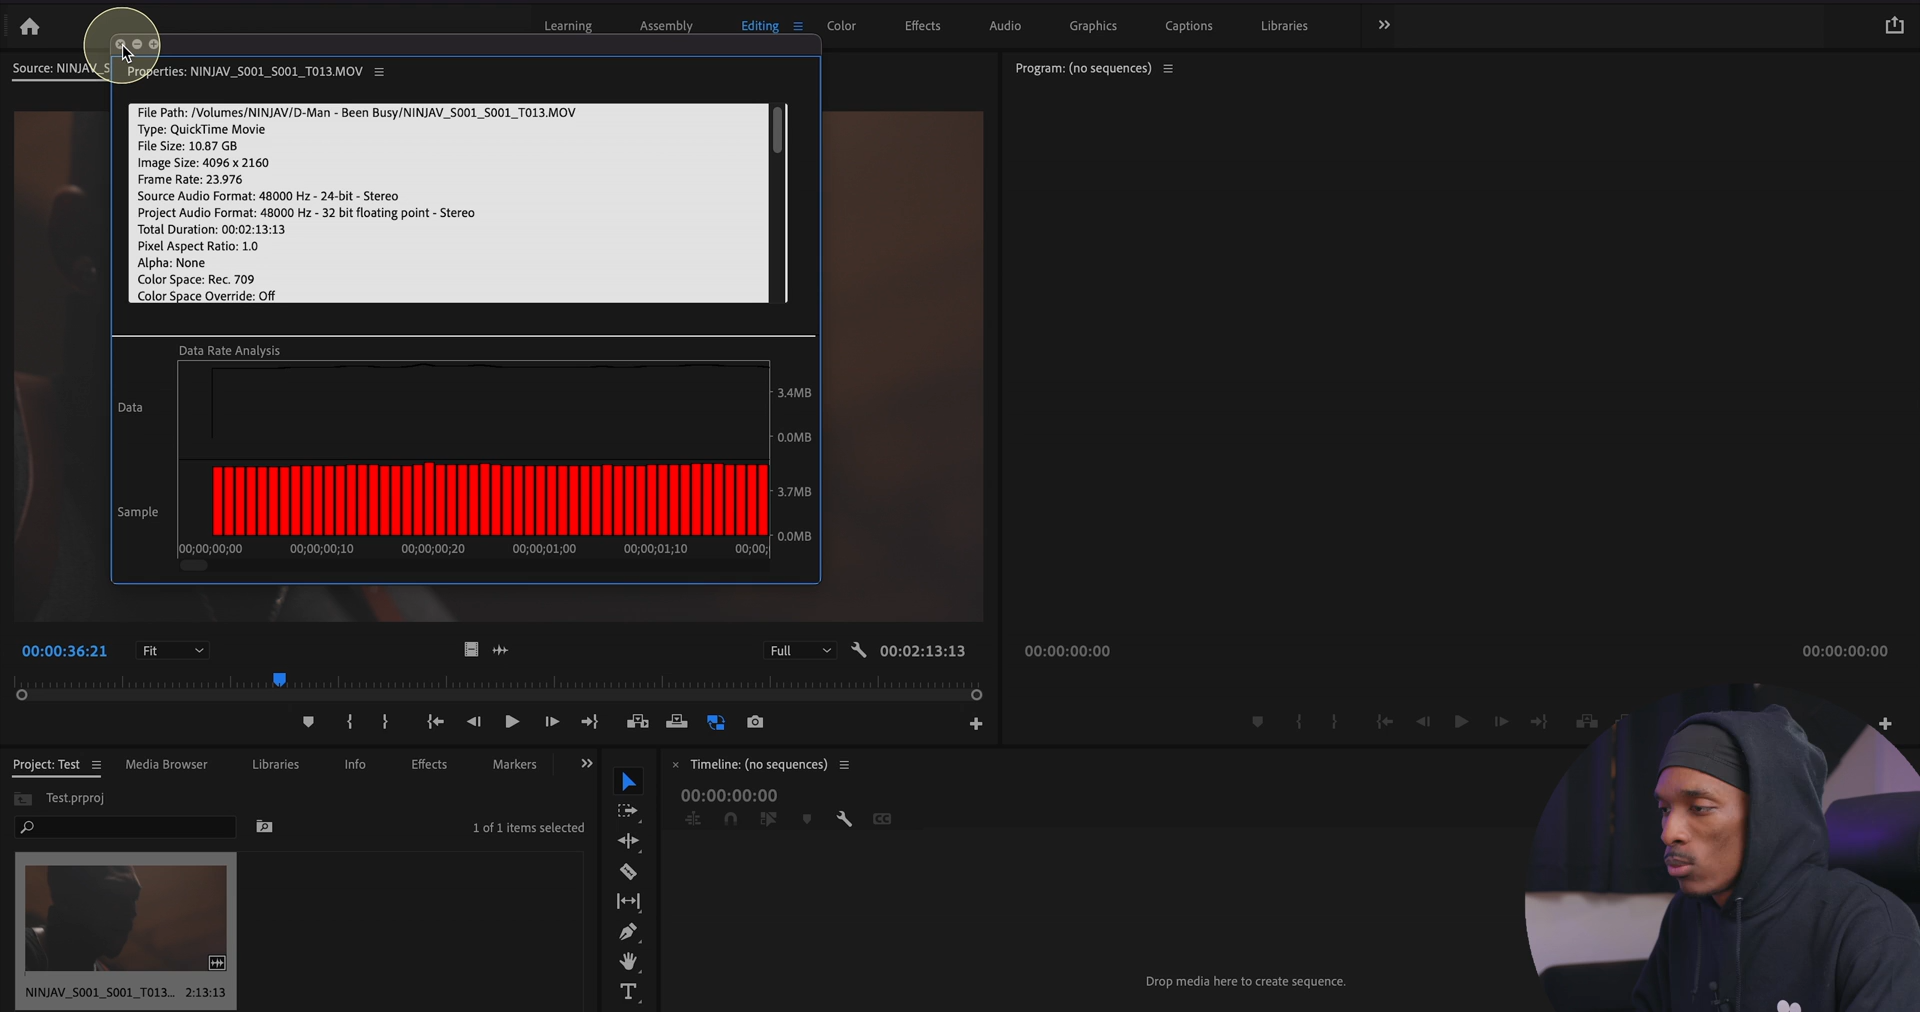 Learning Assembly Editing Color Effects Audio Graphics Captions Libraries
Source: NINJAV_S
Properties: NINJAV_S001_S001_T013.MOV
Program: (no sequences)
File Path: /Volumes/NINJAV/D-Man - Been Busy/NINJAV_S001_S001_T013.MOV
Type: QuickTime Movie
File Size: 10.87 GB
Image Size: 4096 x 2160
Frame Rate: 23.976
Source Audio Format: 48000 Hz - 24-bit - Stereo
Project Audio Format: 48000 Hz - 32 bit floating point - Stereo
Total Duration: 00:02:13:13
Pixel Aspect Ratio: 1.0
Alpha: None
Color Space: Rec. 709
Color Space Override: Off
Data Rate Analysis
3.4MB
Data
0.0MB
3.7MB
Sample
0.0MB
00;00;00;00 00;00;00;10 00;00;00;20 00;00;01;00 00;00;01;10 00;00;
00:00:36:21 Fit Full 00:02:13:13
00:00:00:00 00:00:00:00
Project: Test Media Browser Libraries Info Effects Markers
Timeline: (no sequences)
Test.prproj
00:00:00:00
1 of 1 items selected
CC
NINJAV_S001_S001_T013... 2:13:13
T
Drop media here to create sequence.